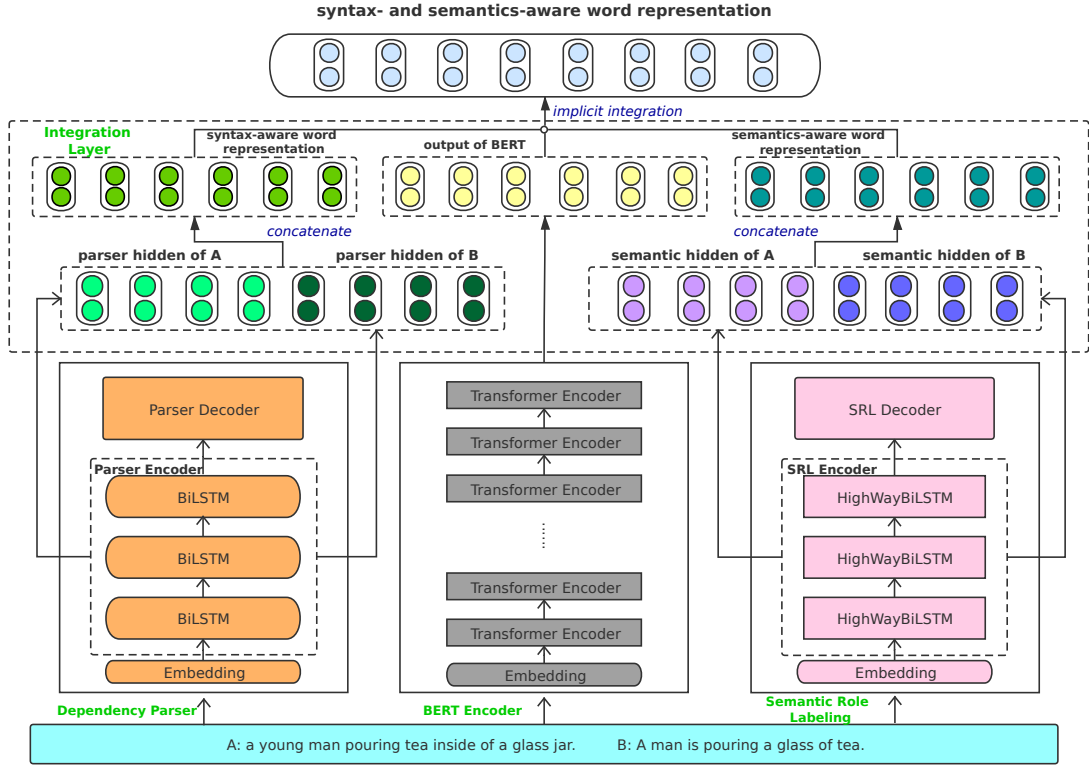 syntax- and semantics-aware word representation
implicit integration
Integration
Layer
syntax-aware word
representation
output of BERT
semantics-aware word
representation
concatenate
concatenate
parser hidden of A
parser hidden of B
semantic hidden of A
semantic hidden of B
Parser Decoder
Parser Encoder
BiLSTM
BiLSTM
BiLSTM
Embedding
Transformer Encoder
Transformer Encoder
Transformer Encoder
......
Transformer Encoder
Transformer Encoder
Embedding
SRL Decoder
SRL Encoder
HighWayBiLSTM
HighWayBiLSTM
HighWayBiLSTM
Embedding
Dependency Parser
BERT Encoder
Semantic Role
Labeling
A: a young man pouring tea inside of a glass jar. B: A man is pouring a glass of tea.